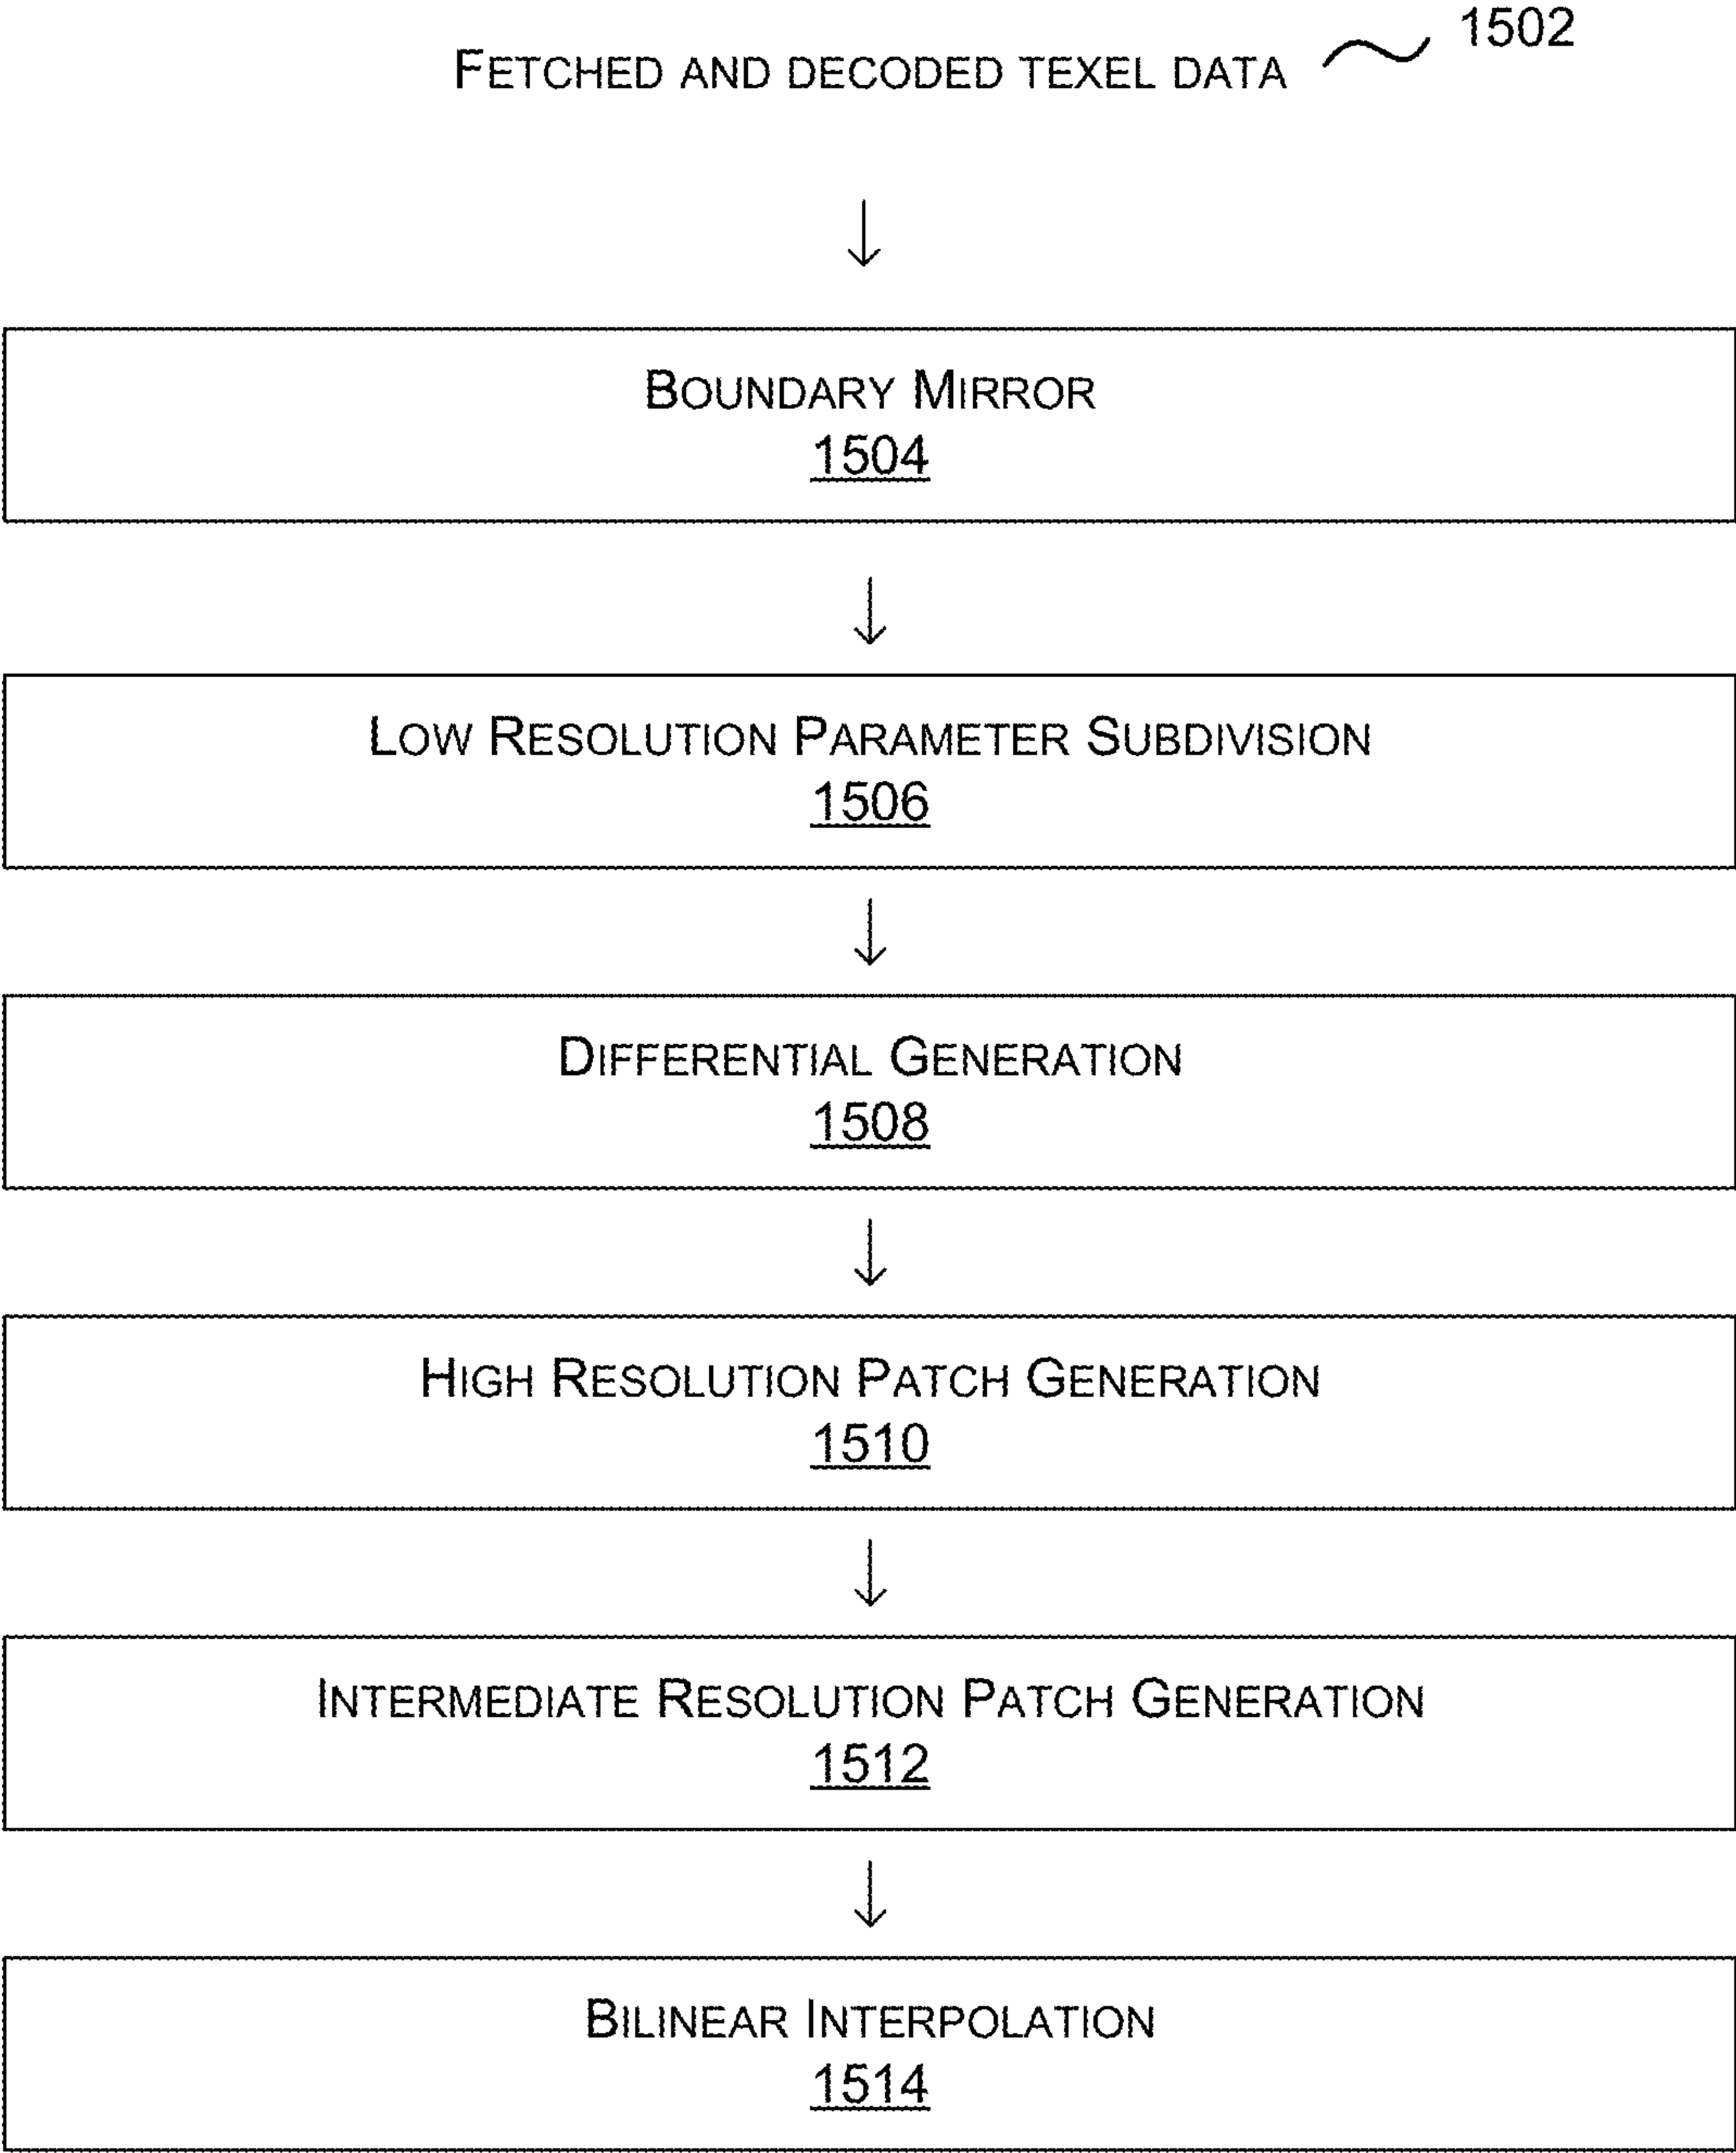 FETCHED AND DECODED TEXEL DATA 1502
BOUNDARY MIRROR
1504
LOW RESOLUTION PARAMETER SUBDIVISION
1506
DIFFERENTIAL GENERATION
1508
HIGH RESOLUTION PATCH GENERATION
1510
INTERMEDIATE RESOLUTION PATCH GENERATION
1512
BILINEAR INTERPOLATION
1514